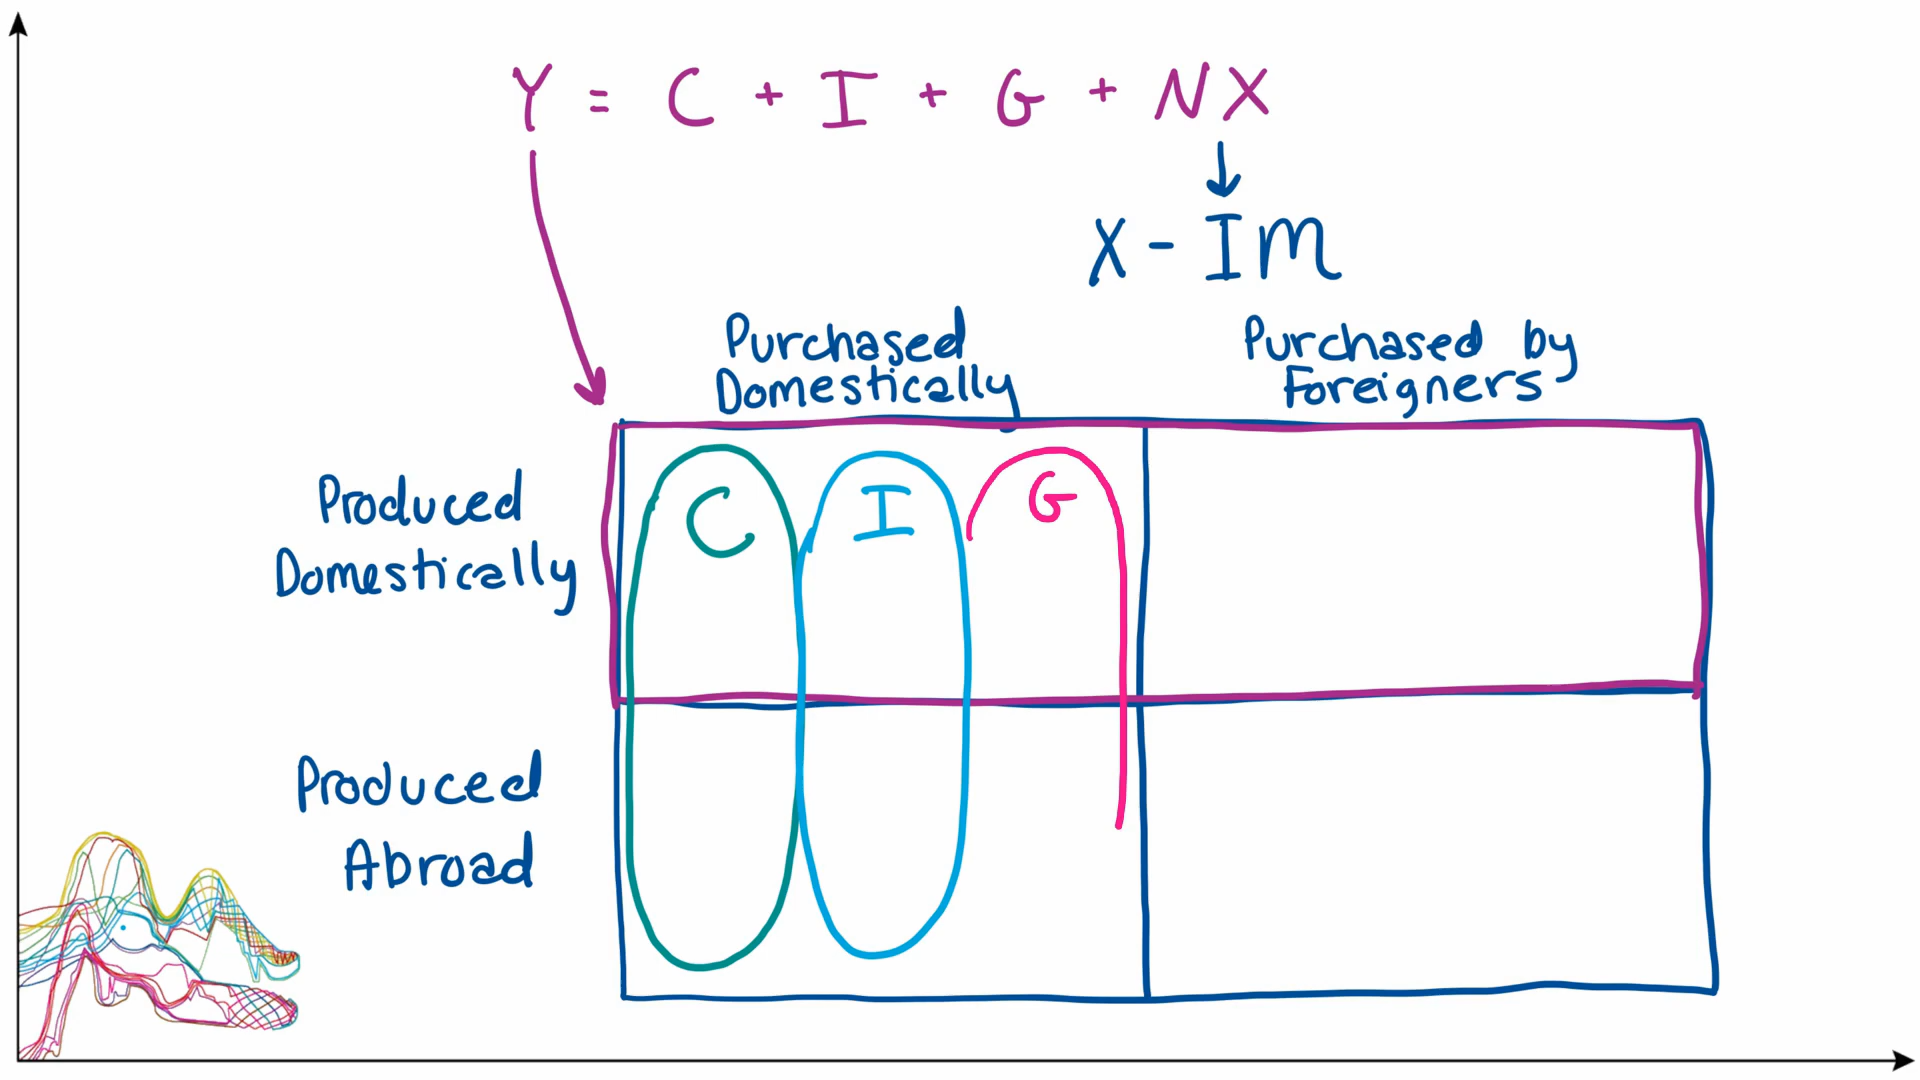 Y = C + I + G + NX
X - Im
Purchased
Domestically
Purchased by
Foreigners
Produced
Domestically
C
I
G
Produced
Abroad